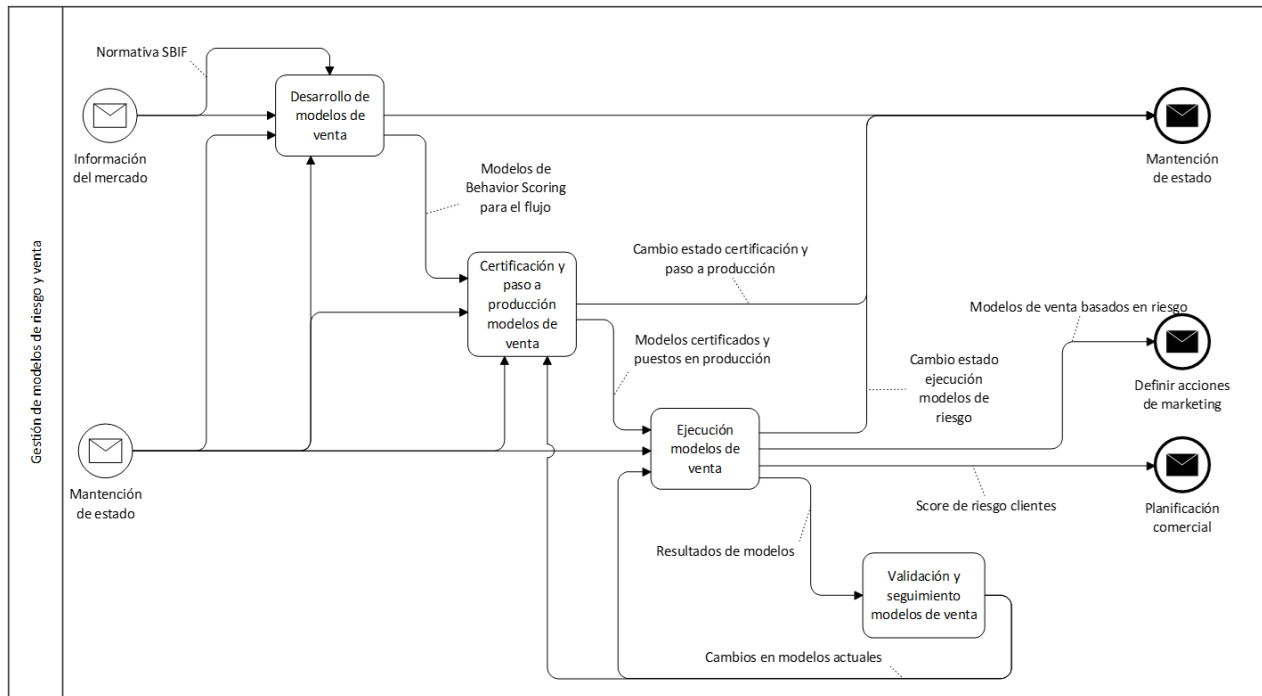 Gestión de modelos de riesgo y venta
Normativa SBIF
Información
del mercado
Desarrollo de
modelos de
venta
Mantención
de estado
Modelos de
Behavior Scoring
para el flujo
Certificación y
paso a
producción
modelos de
venta
Cambio estado certificación y
paso a producción
Modelos de venta basados en riesgo
Modelos certificados y
puestos en producción
Cambio estado
ejecución
modelos de
riesgo
Definir acciones
de marketing
Mantención
de estado
Ejecución
modelos de
venta
Score de riesgo clientes
Planificación
comercial
Resultados de modelos
Validación y
seguimiento
modelos de venta
Cambios en modelos actuales